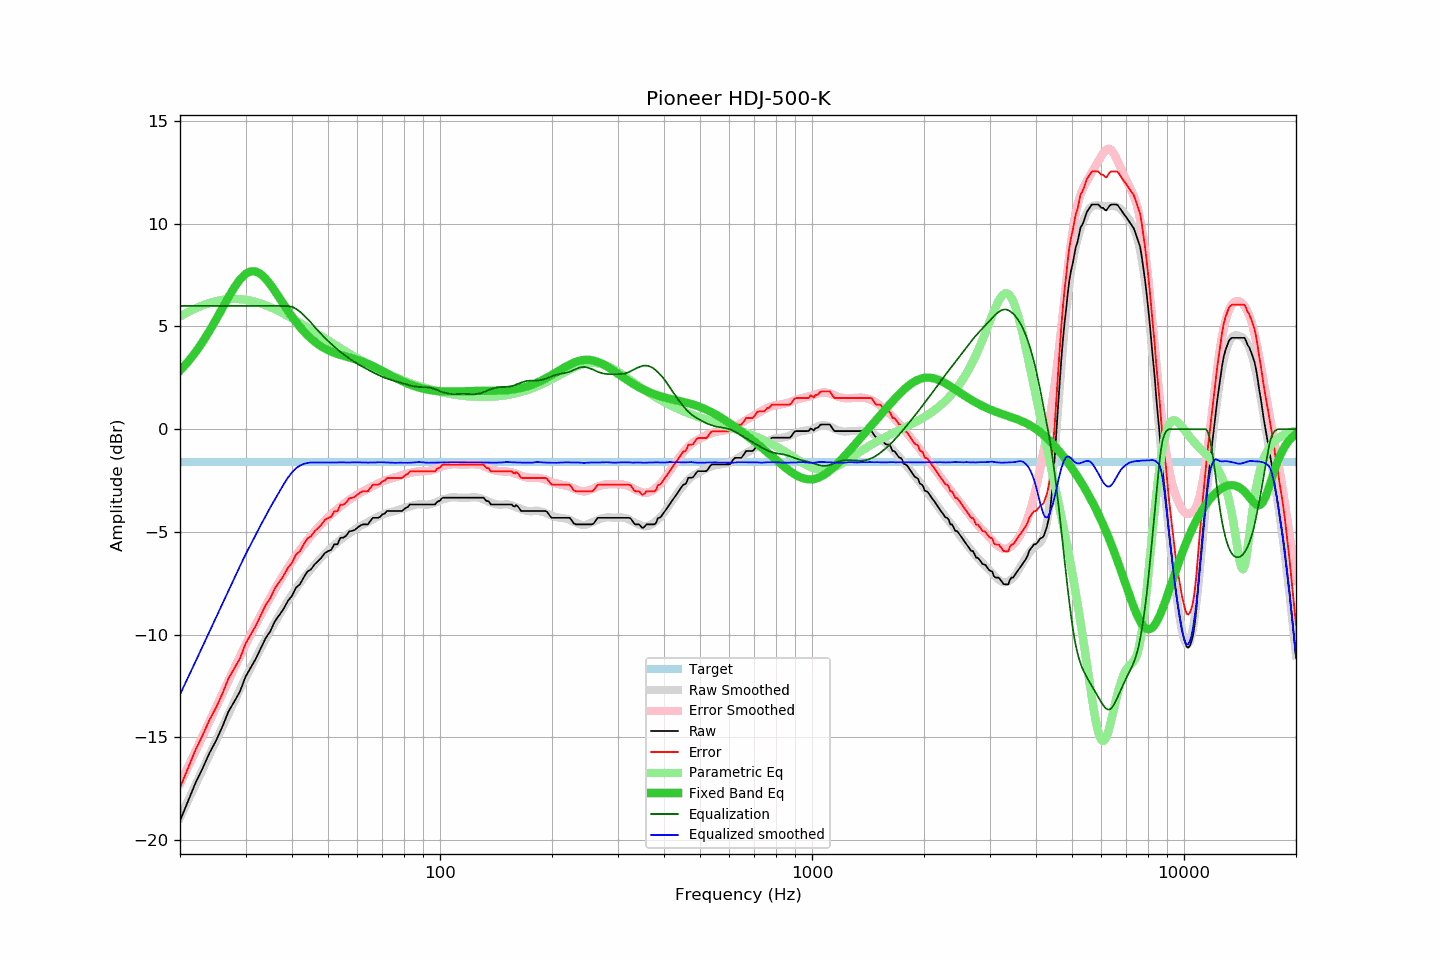 Pioneer HDJ-500-K
15
10
5
0
−5
−10
−15
−20
Amplitude (dBr)
100
1000
10000
Frequency (Hz)
Target
Raw Smoothed
Error Smoothed
Raw
Error
Parametric Eq
Fixed Band Eq
Equalization
Equalized smoothed